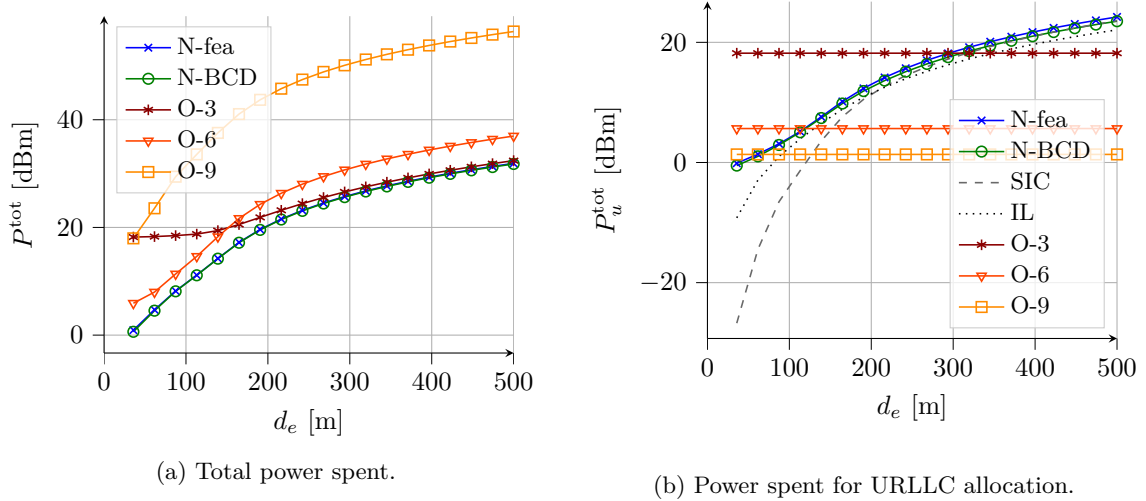 N-fea
N-BCD
O-3
O-6
O-9
40
20
0
0 100 200 300 400 500
P^tot [dBm]
d_e [m]
(a) Total power spent.
20
0
−20
0 100 200 300 400 500
P_u^tot [dBm]
N-fea
N-BCD
SIC
IL
O-3
O-6
O-9
d_e [m]
(b) Power spent for URLLC allocation.